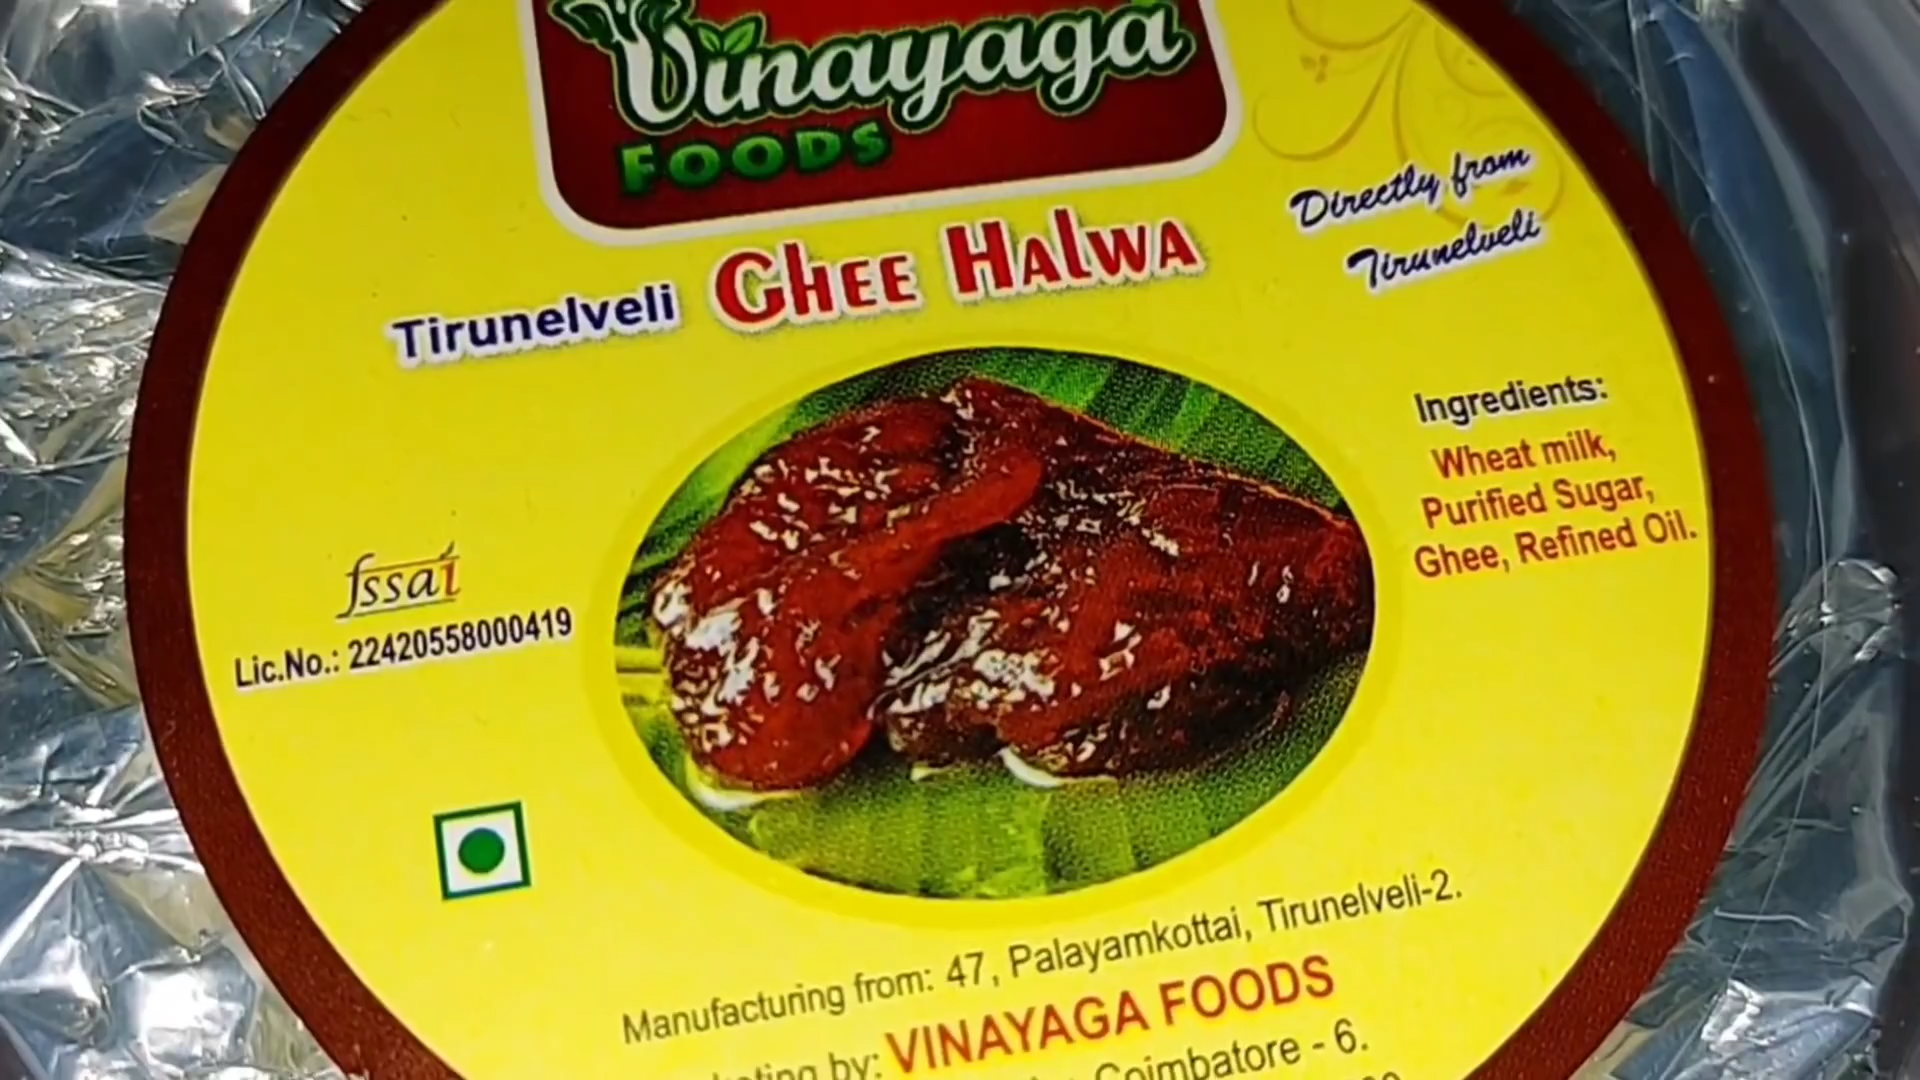 Vinayaga
FOODS
Directly from
Tirunelveli
Tirunelveli Ghee Halwa
Ingredients:
Wheat milk,
Purified Sugar,
Ghee, Refined Oil.
fssai
Lic.No.: 22420558000419
Manufacturing from: 47, Palayamkottai, Tirunelveli-2.
by: VINAYAGA FOODS
Coimbatore - 6.